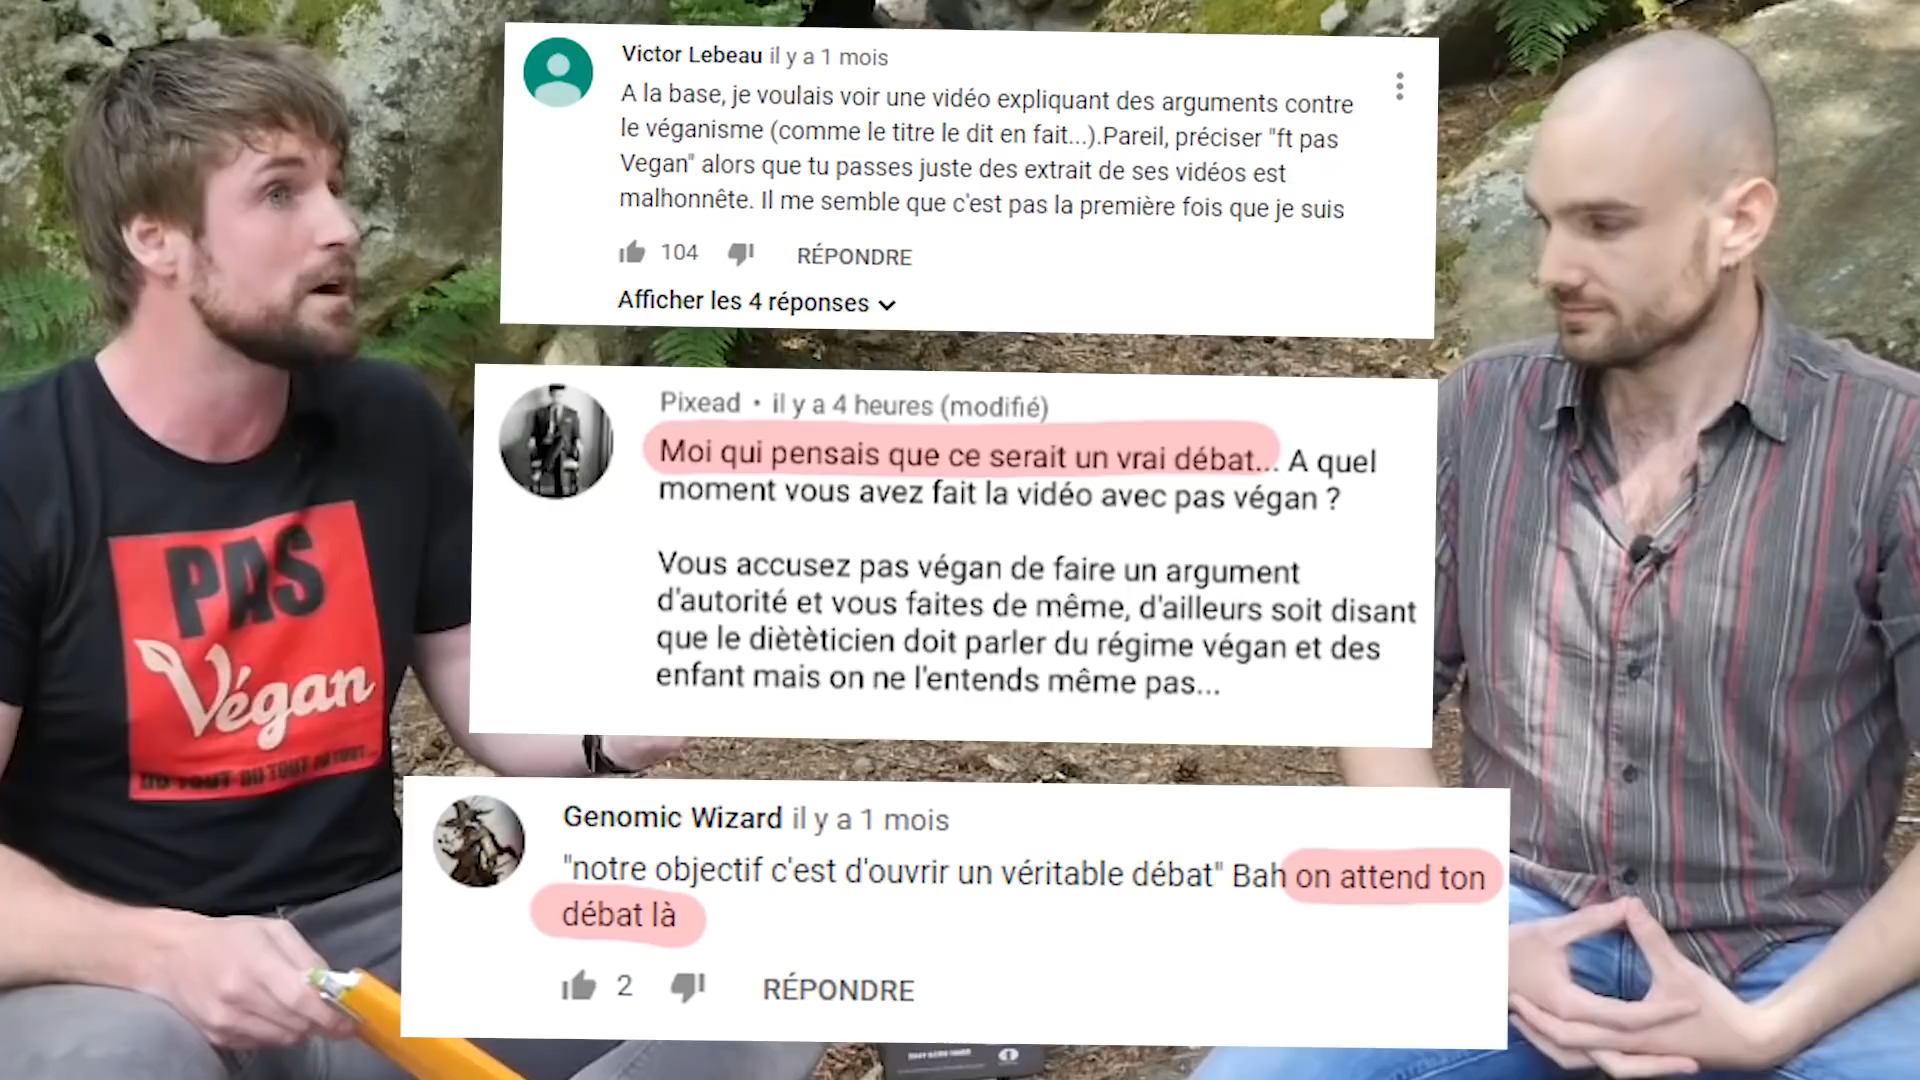 Victor Lebeau il y a 1 mois
A la base, je voulais voir une vidéo expliquant des arguments contre
le véganisme (comme le titre le dit en fait...).Pareil, préciser "ft pas
Vegan" alors que tu passes juste des extrait de ses vidéos est
malhonnête. Il me semble que c'est pas la première fois que je suis
104 RÉPONDRE
Afficher les 4 réponses
Pixead • il y a 4 heures (modifié)
Moi qui pensais que ce serait un vrai débat... A quel
moment vous avez fait la vidéo avec pas végan ?
Vous accusez pas végan de faire un argument
d'autorité et vous faites de même, d'ailleurs soit disant
que le diètèticien doit parler du régime végan et des
enfant mais on ne l'entends même pas...
Genomic Wizard il y a 1 mois
"notre objectif c'est d'ouvrir un véritable débat" Bah on attend ton
débat là
2 RÉPONDRE
PAS
Végan
DU TOUT DU TOUT DU TOUT...